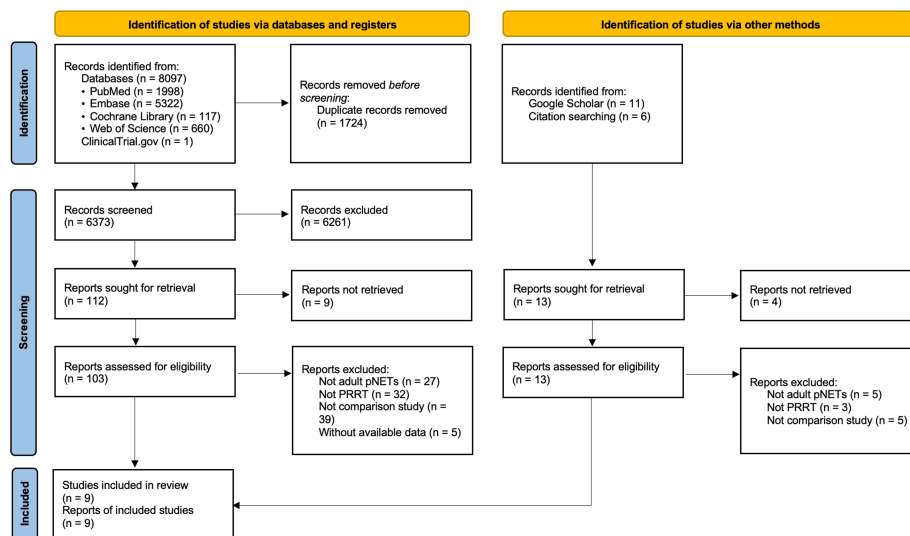 Identification of studies via databases and registers
Identification of studies via other methods
Identification
Records identified from:
Databases (n = 8097)
• PubMed (n = 1998)
• Embase (n = 5322)
• Cochrane Library (n = 117)
• Web of Science (n = 660)
ClinicalTrial.gov (n = 1)
Records removed before
screening:
Duplicate records removed
(n = 1724)
Records identified from:
Google Scholar (n = 11)
Citation searching (n = 6)
Screening
Records screened
(n = 6373)
Records excluded
(n = 6261)
Reports sought for retrieval
(n = 112)
Reports not retrieved
(n = 9)
Reports sought for retrieval
(n = 13)
Reports not retrieved
(n = 4)
Reports assessed for eligibility
(n = 103)
Reports excluded:
Not adult pNETs (n = 27)
Not PRRT (n = 32)
Not comparison study (n =
39)
Without available data (n = 5)
Reports assessed for eligibility
(n = 13)
Reports excluded:
Not adult pNETs (n = 5)
Not PRRT (n = 3)
Not comparison study (n = 5)
Included
Studies included in review
(n = 9)
Reports of included studies
(n = 9)